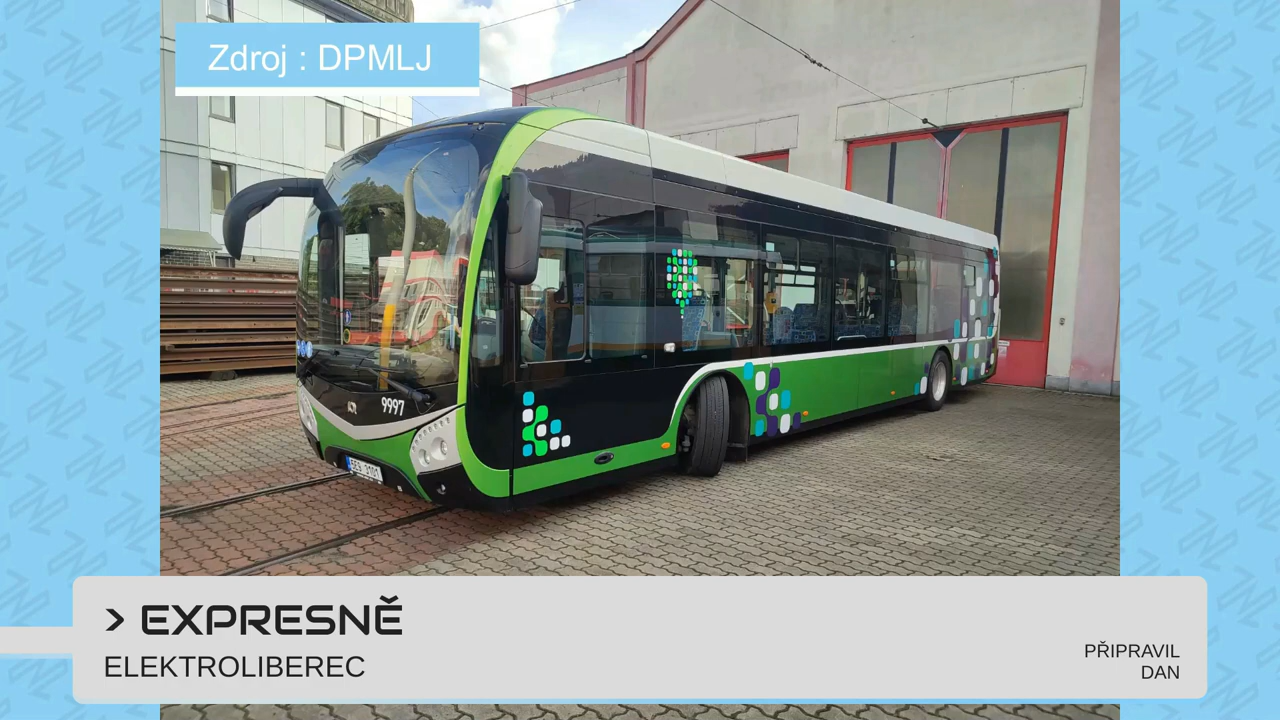 Zdroj : DPMLJ
9997
> EXPRESNĚ
ELEKTROLIBEREC
PŘIPRAVIL
DAN